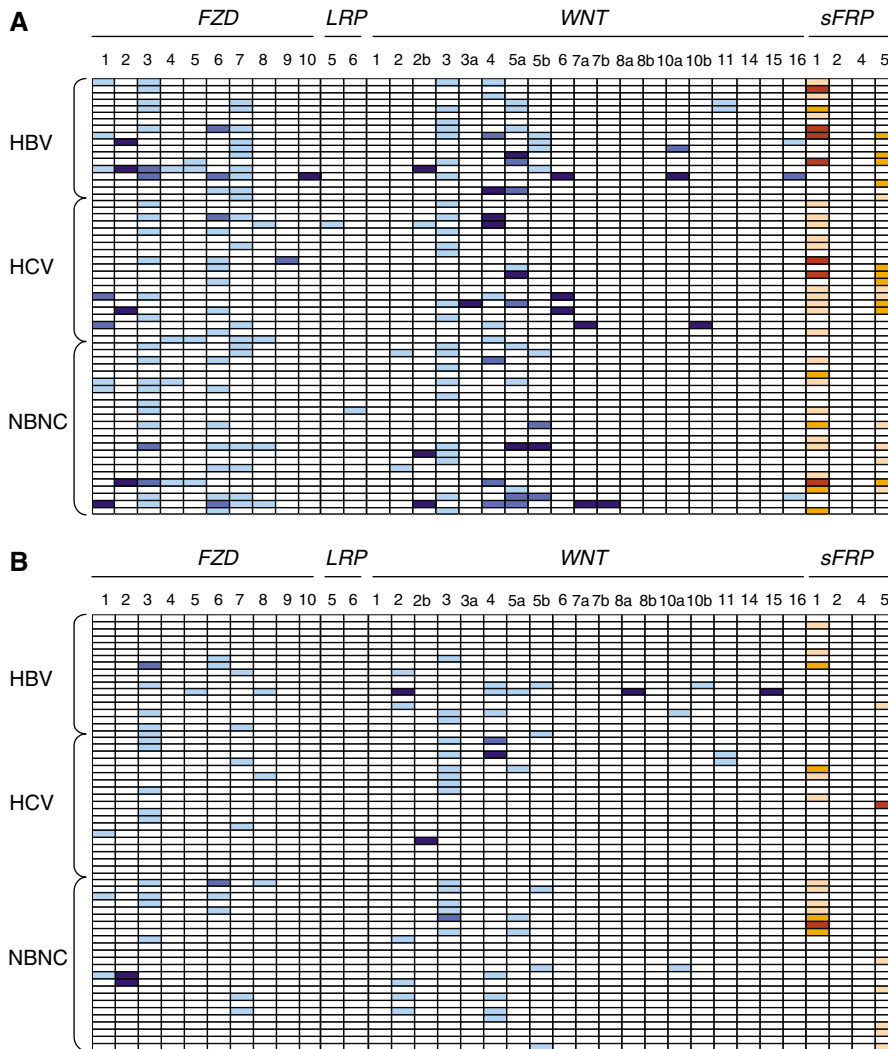 A
FZD LRP WNT sFRP
1 2 3 4 5 6 7 8 9 10 5 6 1 2 2b 3 3a 4 5a 5b 6 7a 7b 8a 8b 10a 10b 11 14 15 16 1 2 4 5
HBV
HCV
NBNC
B
FZD LRP WNT sFRP
1 2 3 4 5 6 7 8 9 10 5 6 1 2 2b 3 3a 4 5a 5b 6 7a 7b 8a 8b 10a 10b 11 14 15 16 1 2 4 5
HBV
HCV
NBNC